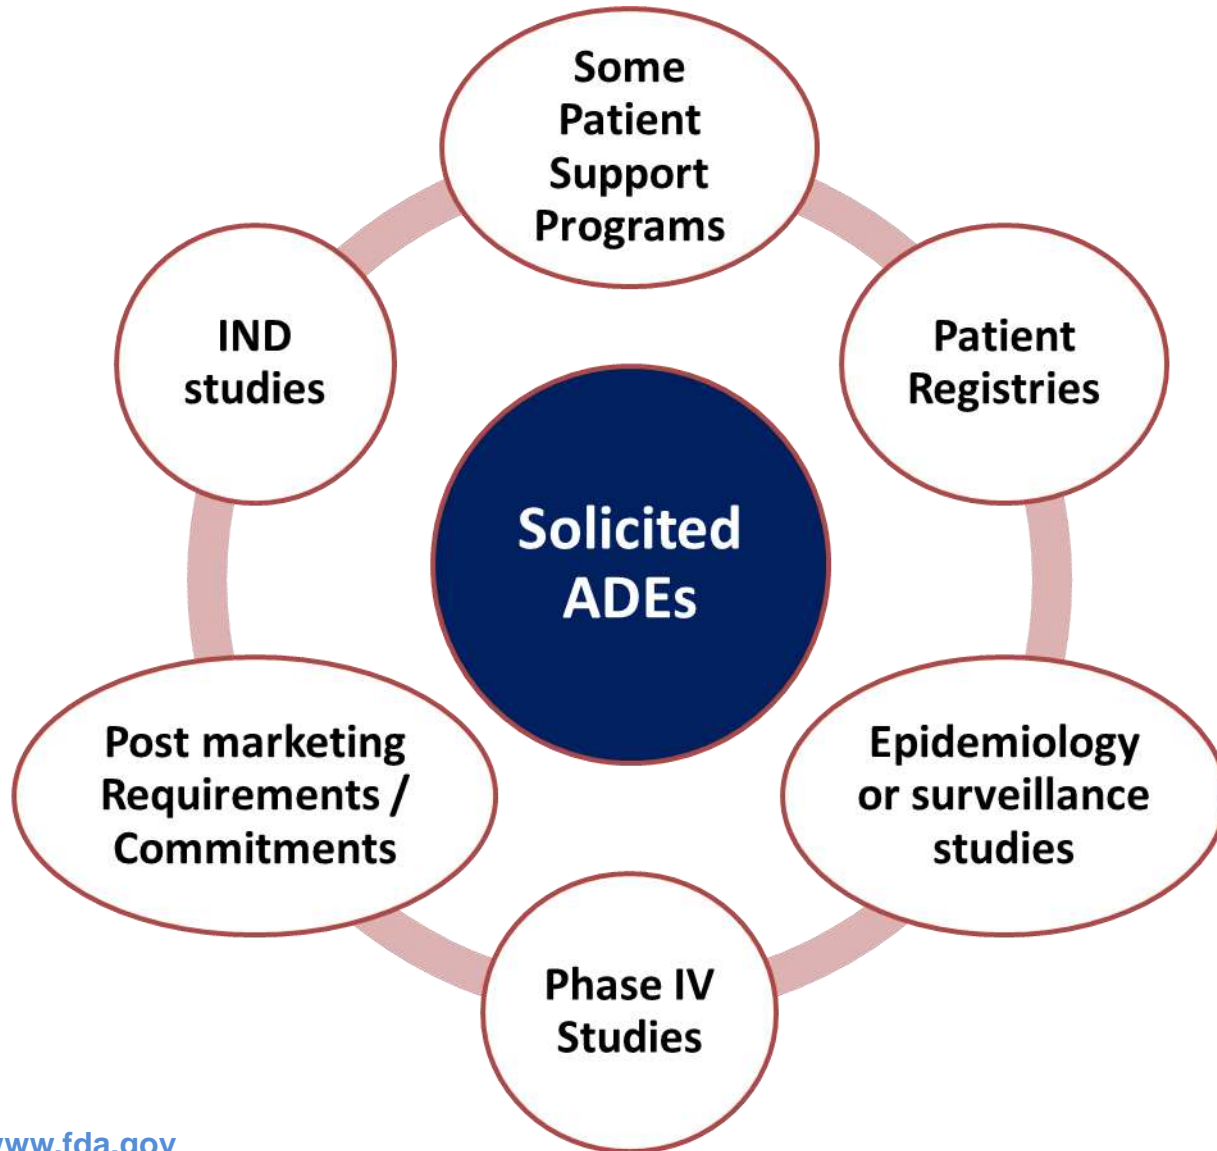 Some
Patient
Support
Programs
IND
studies
Patient
Registries
Solicited
ADEs
Post marketing
Requirements /
Commitments
Epidemiology
or surveillance
studies
Phase IV
Studies
www.fda.gov